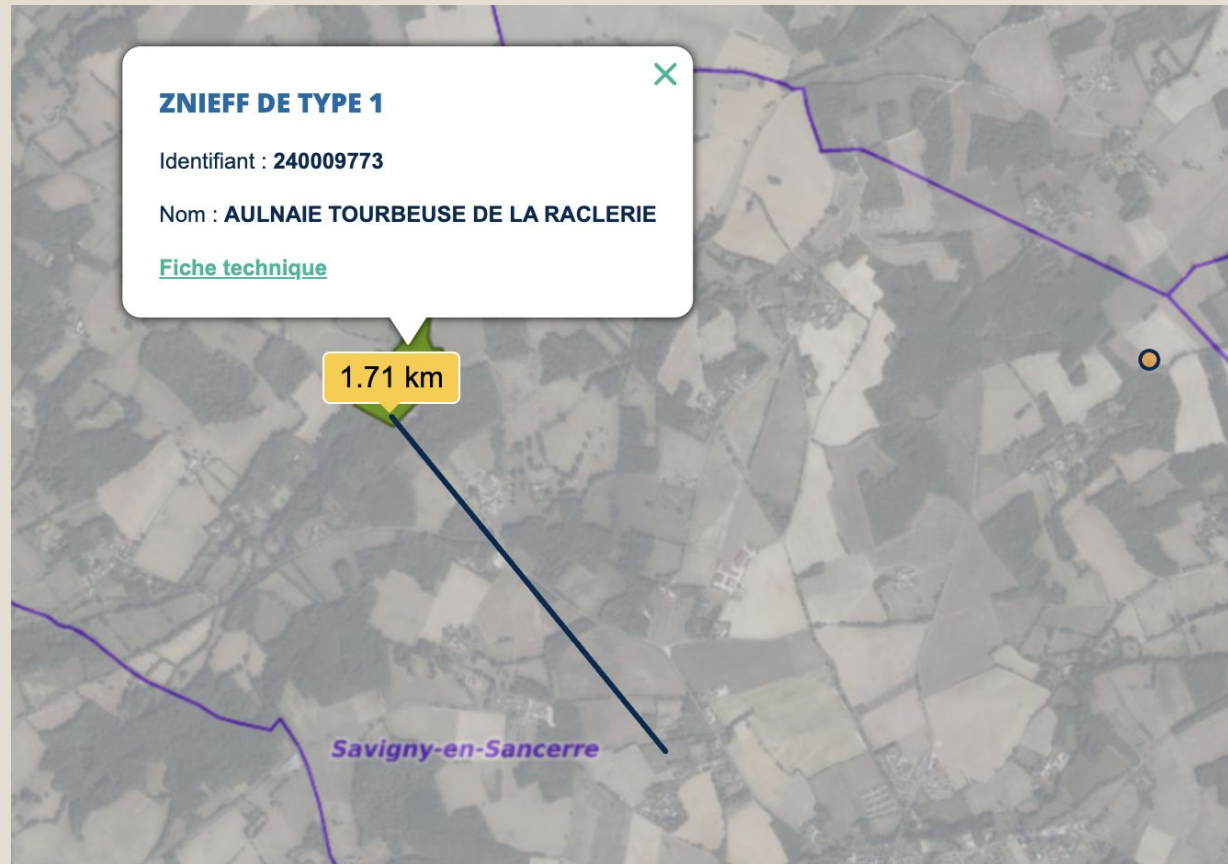 ZNIEFF DE TYPE 1
Identifiant : 240009773
Nom : AULNAIE TOURBEUSE DE LA RACLERIE
Fiche technique
1.71 km
Savigny-en-Sancerre